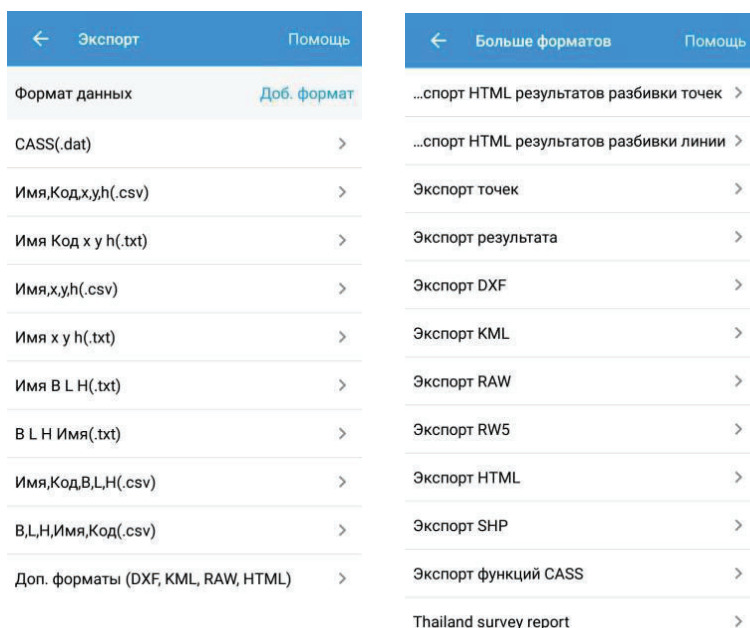 Экспорт
Помощь
Формат данных
Доб. формат
CASS(.dat)
Имя,Код,x,y,h(.csv)
Имя Код x y h(.txt)
Имя,x,y,h(.csv)
Имя x y h(.txt)
Имя B L H(.txt)
B L H Имя(.txt)
Имя,Код,B,L,H(.csv)
B,L,H,Имя,Код(.csv)
Доп. форматы (DXF, KML, RAW, HTML)
Больше форматов
Помощь
...спорт HTML результатов разбивки точек
...спорт HTML результатов разбивки линии
Экспорт точек
Экспорт результата
Экспорт DXF
Экспорт KML
Экспорт RAW
Экспорт RW5
Экспорт HTML
Экспорт SHP
Экспорт функций CASS
Thailand survey report